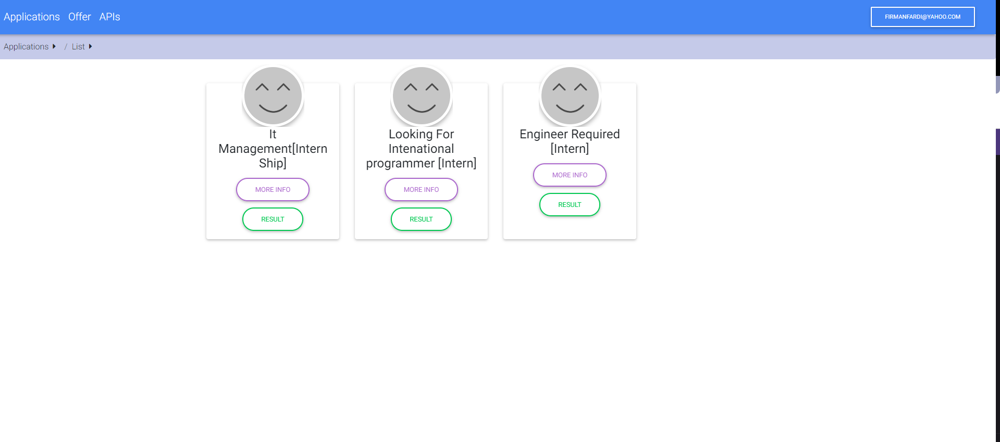 Applications Offer APIs
FIRMANFARDI@YAHOO.COM
Applications / List
It
Management[Intern
Ship]
MORE INFO
RESULT
Looking For
Intenational
programmer [Intern]
MORE INFO
RESULT
Engineer Required
[Intern]
MORE INFO
RESULT